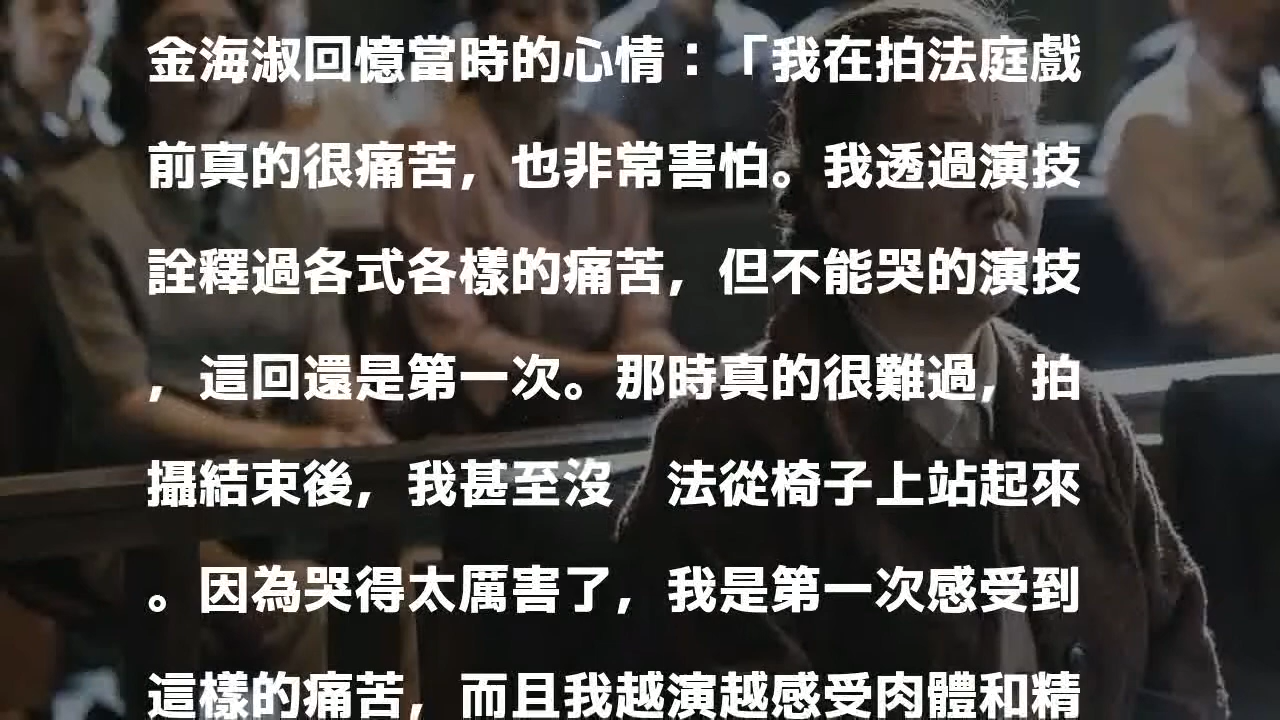 金海淑回憶當時的心情：「我在拍法庭戲
前真的很痛苦，也非常害怕。我透過演技
詮釋過各式各樣的痛苦，但不能哭的演技
，這回還是第一次。那時真的很難過，拍
攝結束後，我甚至沒　法從椅子上站起來
。因為哭得太厲害了，我是第一次感受到
這樣的痛苦，而且我越演越感受肉體和精